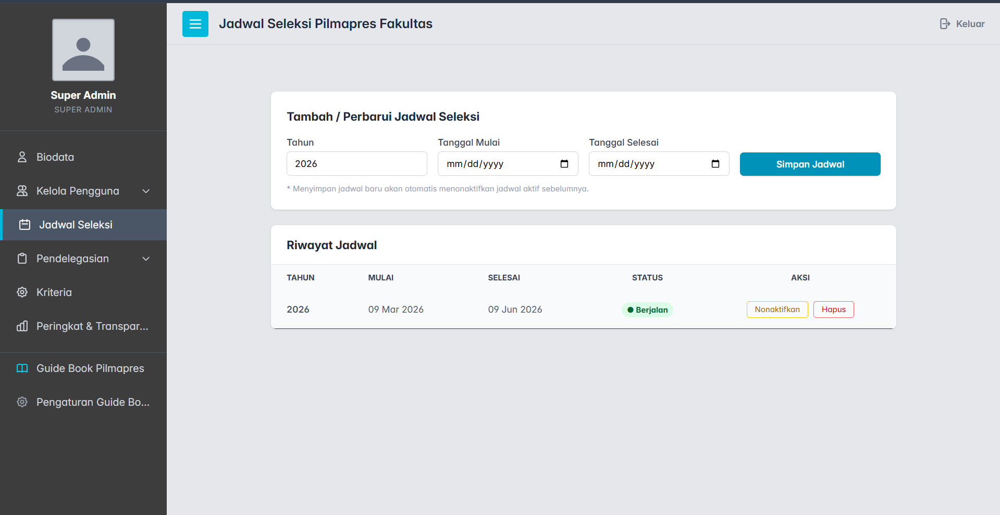 Super Admin
SUPER ADMIN
Biodata
Kelola Pengguna
Jadwal Seleksi
Pendelegasian
Kriteria
Peringkat & Transpar...
Guide Book Pilmapres
Pengaturan Guide Bo...
Jadwal Seleksi Pilmapres Fakultas
Keluar
Tambah / Perbarui Jadwal Seleksi
Tahun Tanggal Mulai Tanggal Selesai
2026 mm/dd/yyyy mm/dd/yyyy Simpan Jadwal
* Menyimpan jadwal baru akan otomatis menonaktifkan jadwal aktif sebelumnya.
Riwayat Jadwal
TAHUN MULAI SELESAI STATUS AKSI
2026 09 Mar 2026 09 Jun 2026 Berjalan Nonaktifkan Hapus